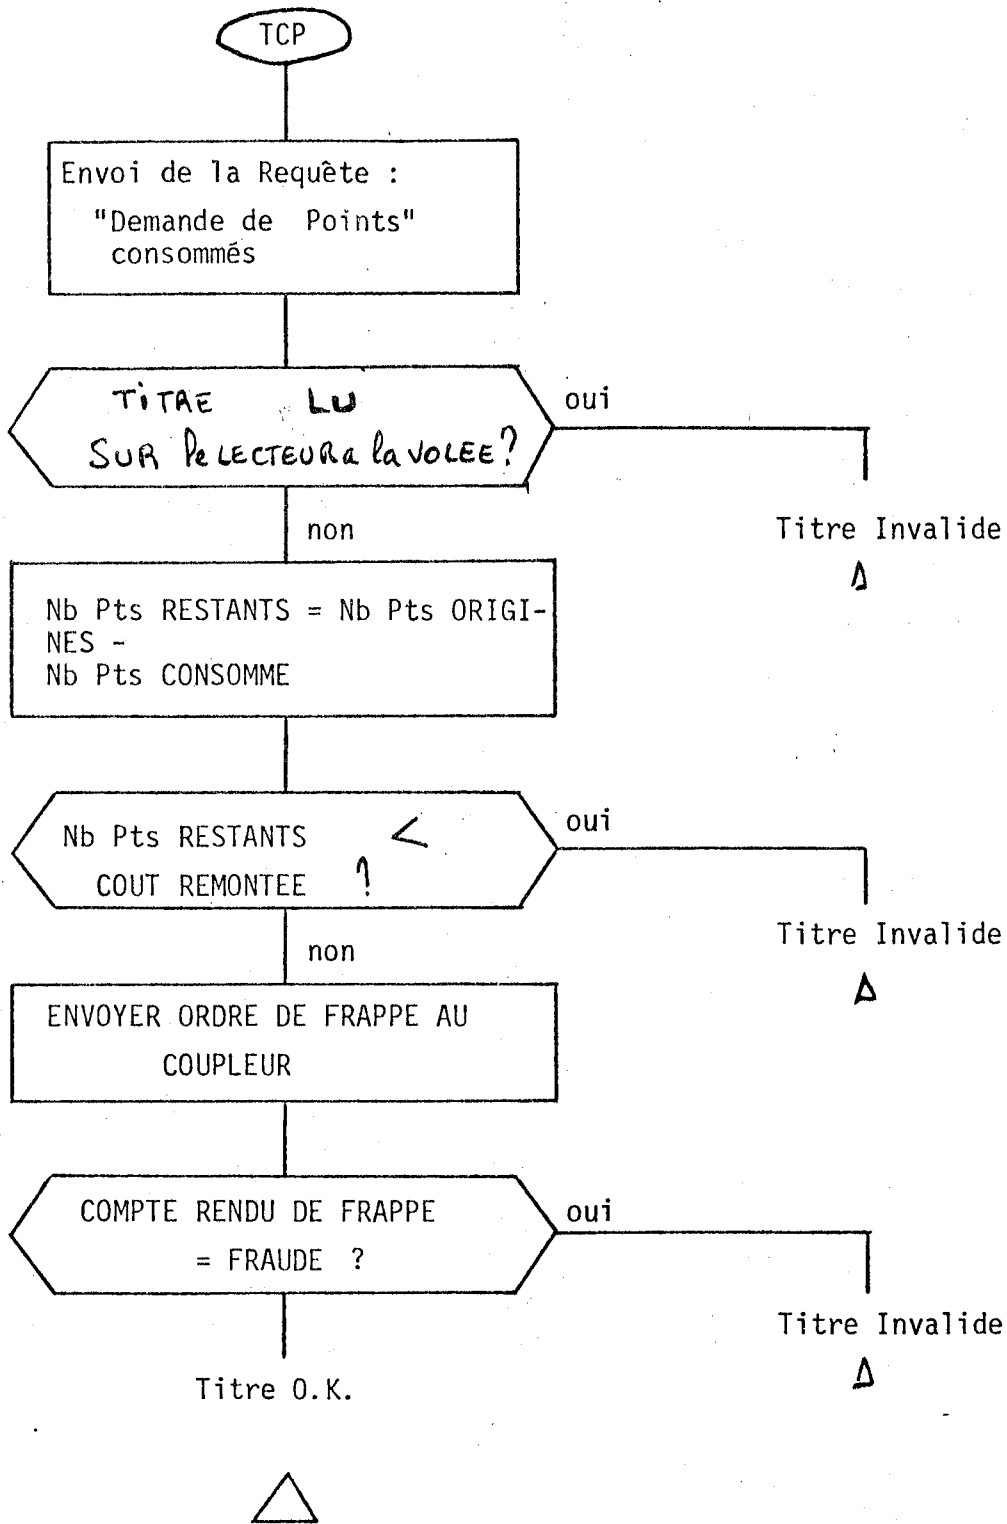 TCP
Envoi de la Requête :
"Demande de Points"
consommés
TiTRE LU
SUR le LECTEUR a la VOLEE?
oui
non
Titre Invalide
Nb Pts RESTANTS = Nb Pts ORIGI-
NES -
Nb Pts CONSOMME
Nb Pts RESTANTS <
COUT REMONTEE ?
oui
non
Titre Invalide
ENVOYER ORDRE DE FRAPPE AU
COUPLEUR
COMPTE RENDU DE FRAPPE
= FRAUDE ?
oui
Titre Invalide
Titre O.K.